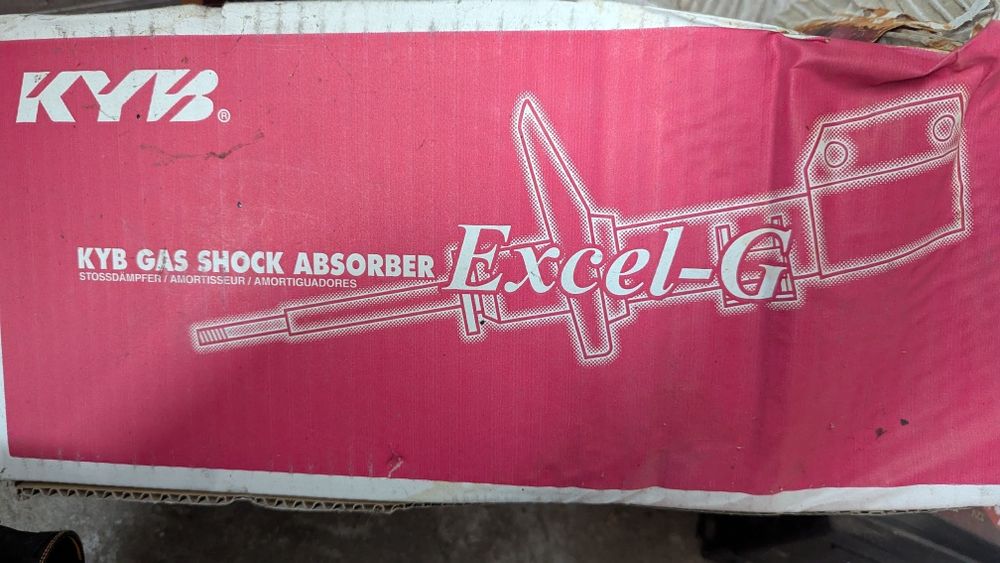 KYB®
KYB GAS SHOCK ABSORBER Excel-G
STOSSDÄMPFER / AMORTISSEUR / AMORTIGUADORES